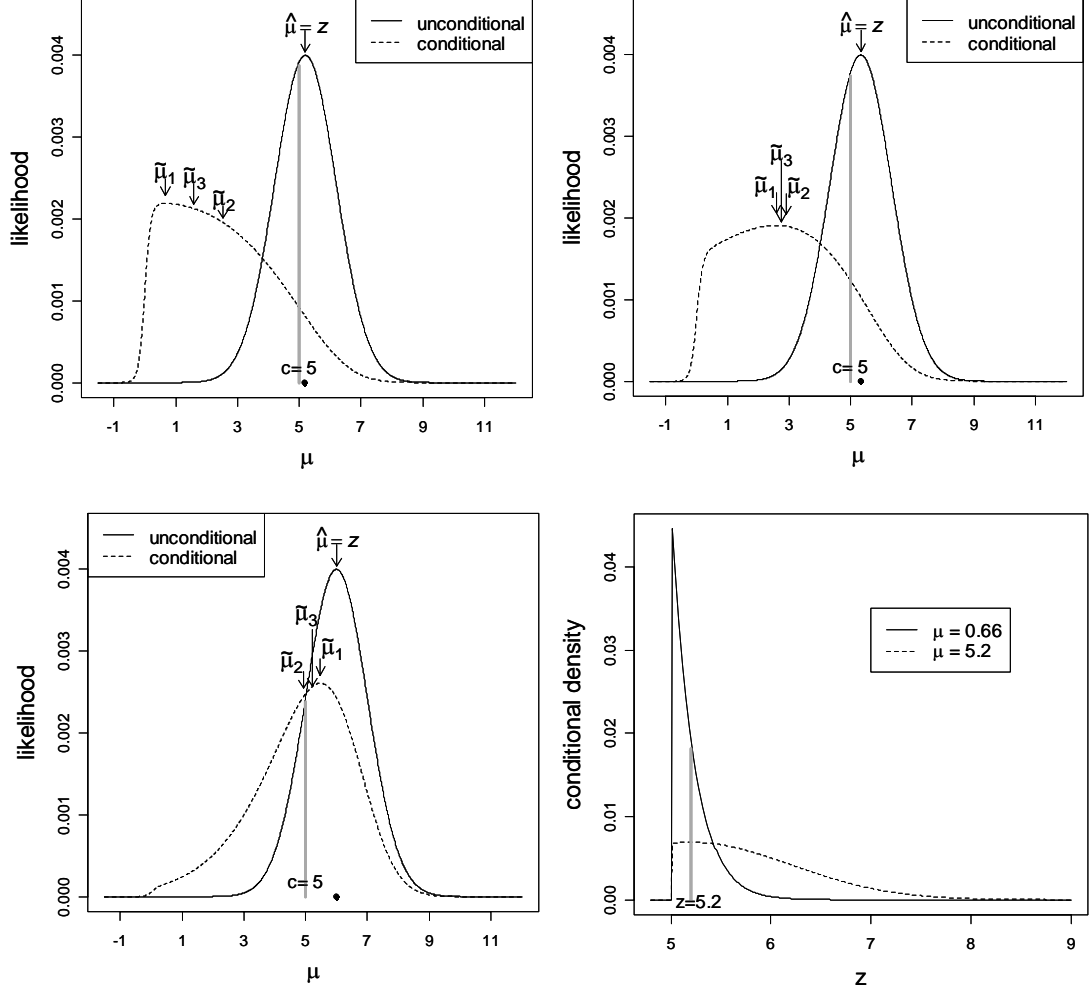 unconditional
conditional
μ̂ = z
0.004
0.003
0.002
0.001
0.000
likelihood
μ̃1 μ̃3 μ̃2
c= 5
-1 1 3 5 7 9 11
μ
unconditional
conditional
μ̂ = z
0.004
0.003
0.002
0.001
0.000
likelihood
μ̃3
μ̃1 μ̃2
c= 5
-1 1 3 5 7 9 11
μ
unconditional
conditional
μ̂ = z
0.004
0.003
0.002
0.001
0.000
likelihood
μ̃3
μ̃2 μ̃1
c= 5
-1 1 3 5 7 9 11
μ
0.04
0.03
0.02
0.01
0.00
conditional density
μ = 0.66
μ = 5.2
z=5.2
5 6 7 8 9
z